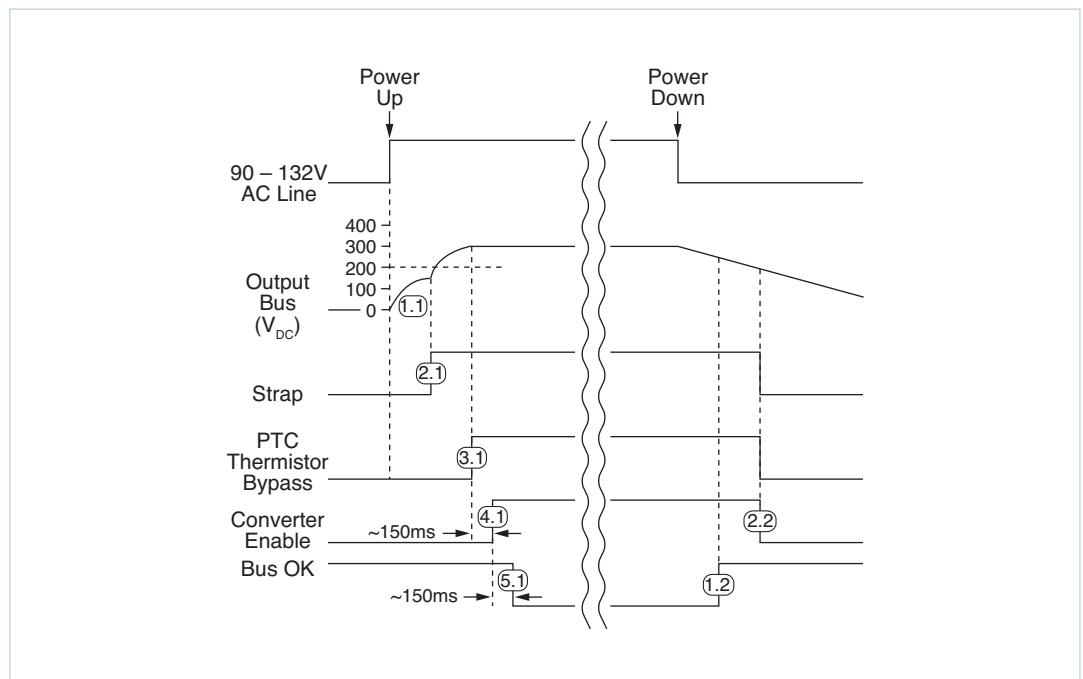 Power
Up
Power
Down
90 – 132V
AC Line
400
300
200
100
0
Output
Bus
(VDC)
1.1
2.1
Strap
PTC
Thermistor
Bypass
3.1
Converter
Enable
~150ms
4.1
2.2
Bus OK
5.1
1.2
~150ms